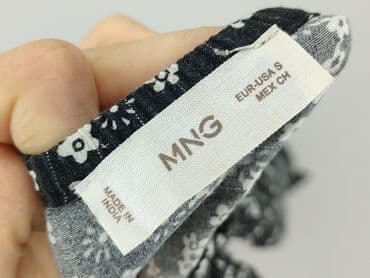 MNG
EUR-USA S
MEX CH
MADE IN
INDIA